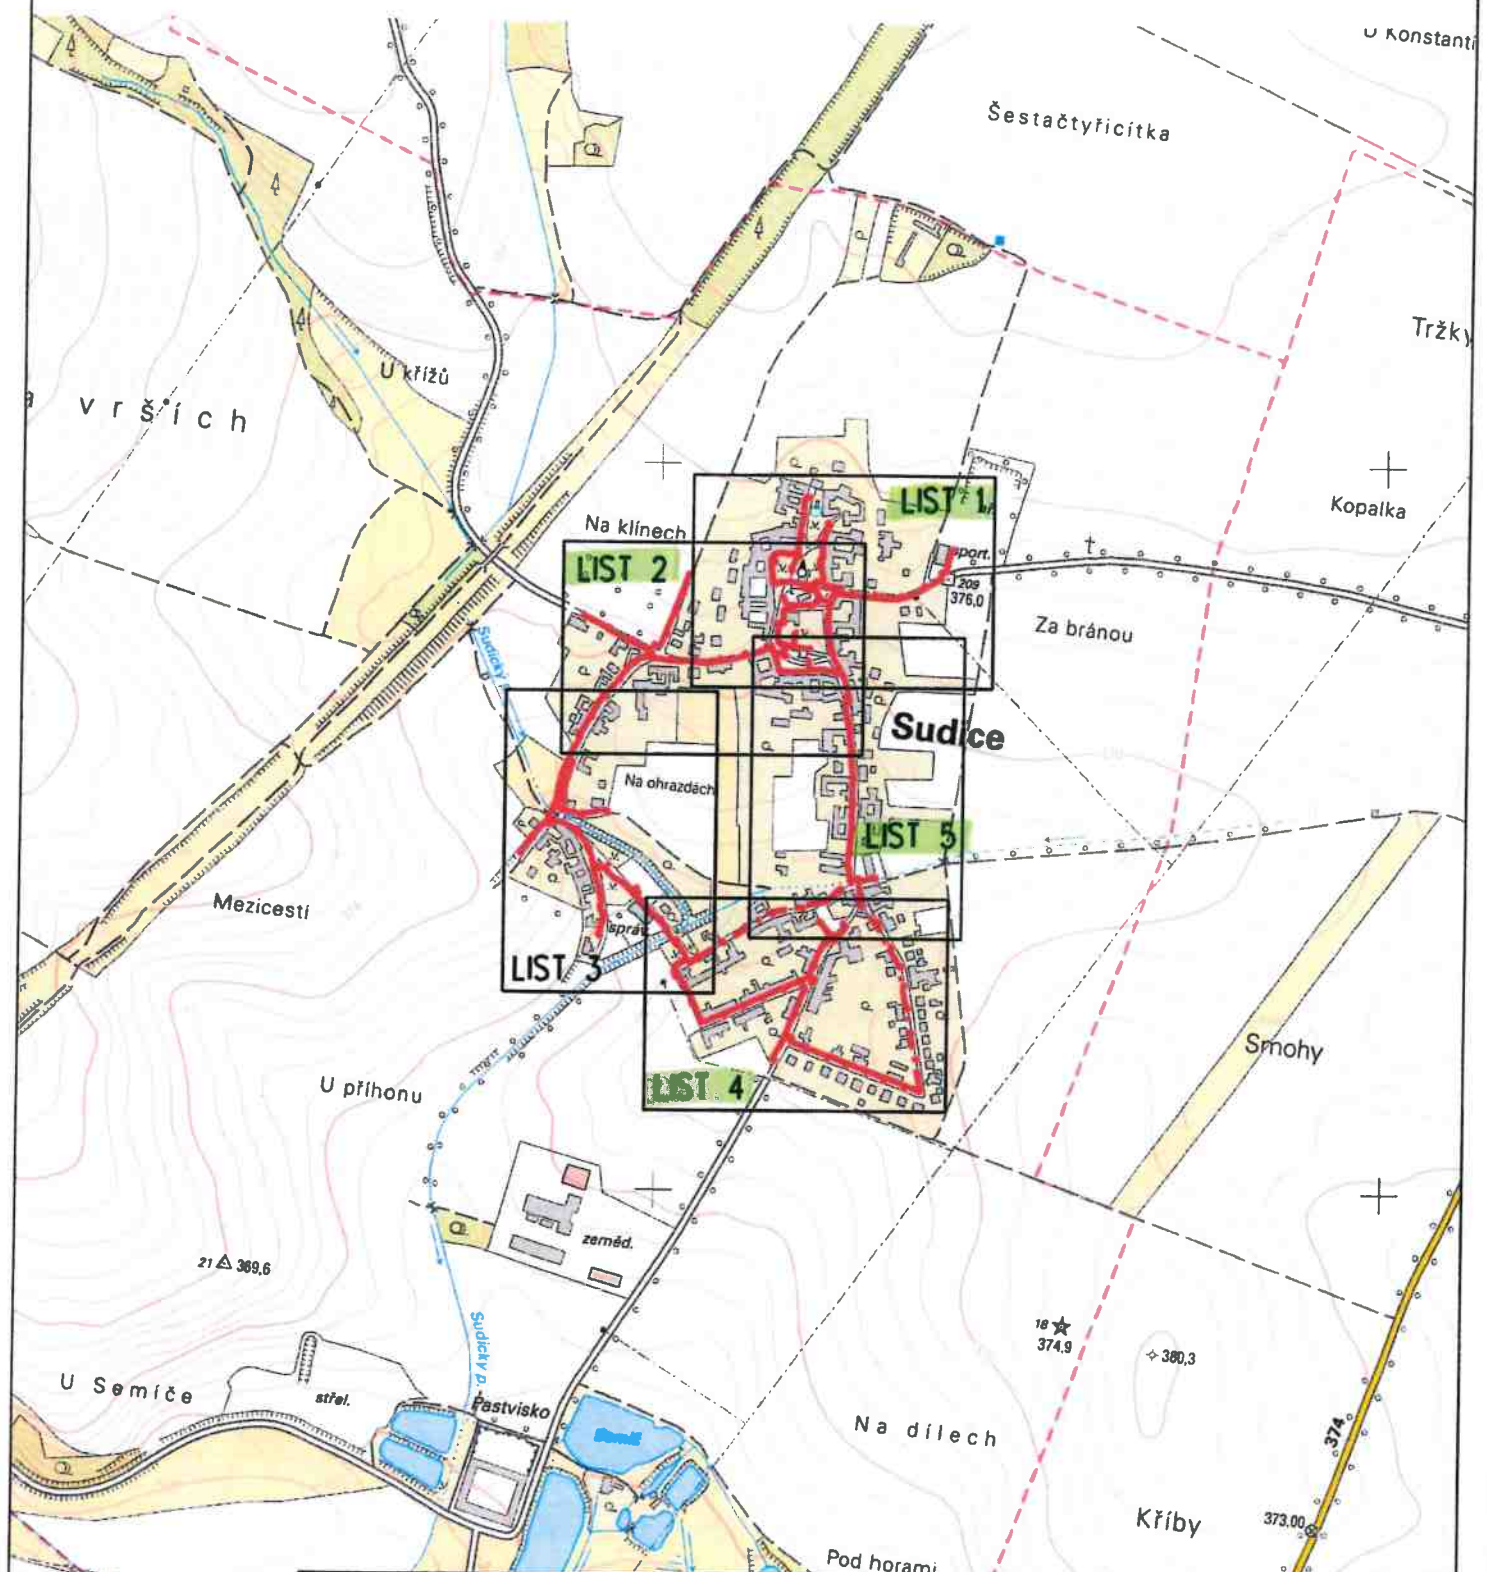 U Konstanti
Šestačtyřicítka
Tržky
U křížů
vrších
Kopalka
Na klínech
LIST 1
LIST 2
sport.
209
376,0
Za bránou
Sudický p.
Sudice
Na ohrazdách
LIST 5
Mezicestí
správ.
LIST 3
Smohy
U příhonu
LIST 4
zeměd.
21 369,6
18
374,9
380,3
Sudický p.
U Semíče
střel.
Pastvisko
Na dílech
374
Kříby
373,00
Pod horami